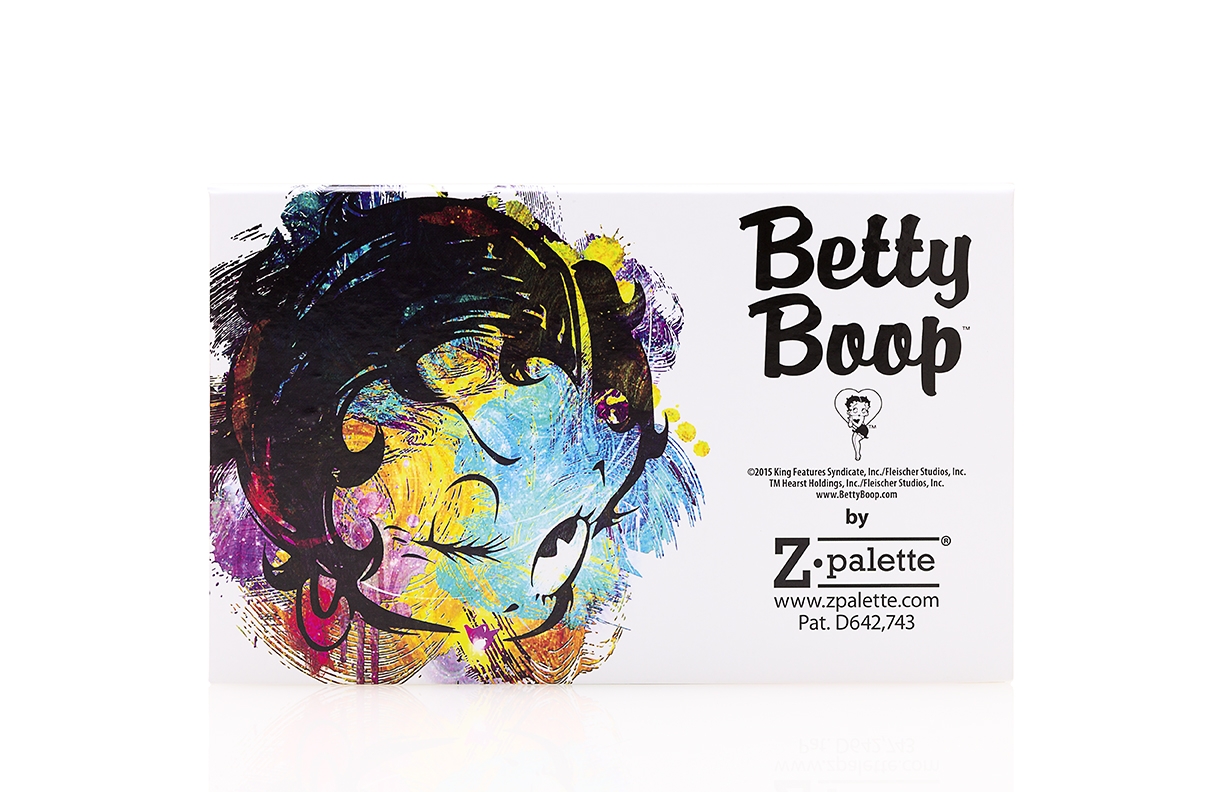 Betty
Boop™
™
©2015 King Features Syndicate, Inc./Fleischer Studios, Inc.
TM Hearst Holdings, Inc./Fleischer Studios, Inc.
www.BettyBoop.com
by
Z•palette®
www.zpalette.com
Pat. D642,743